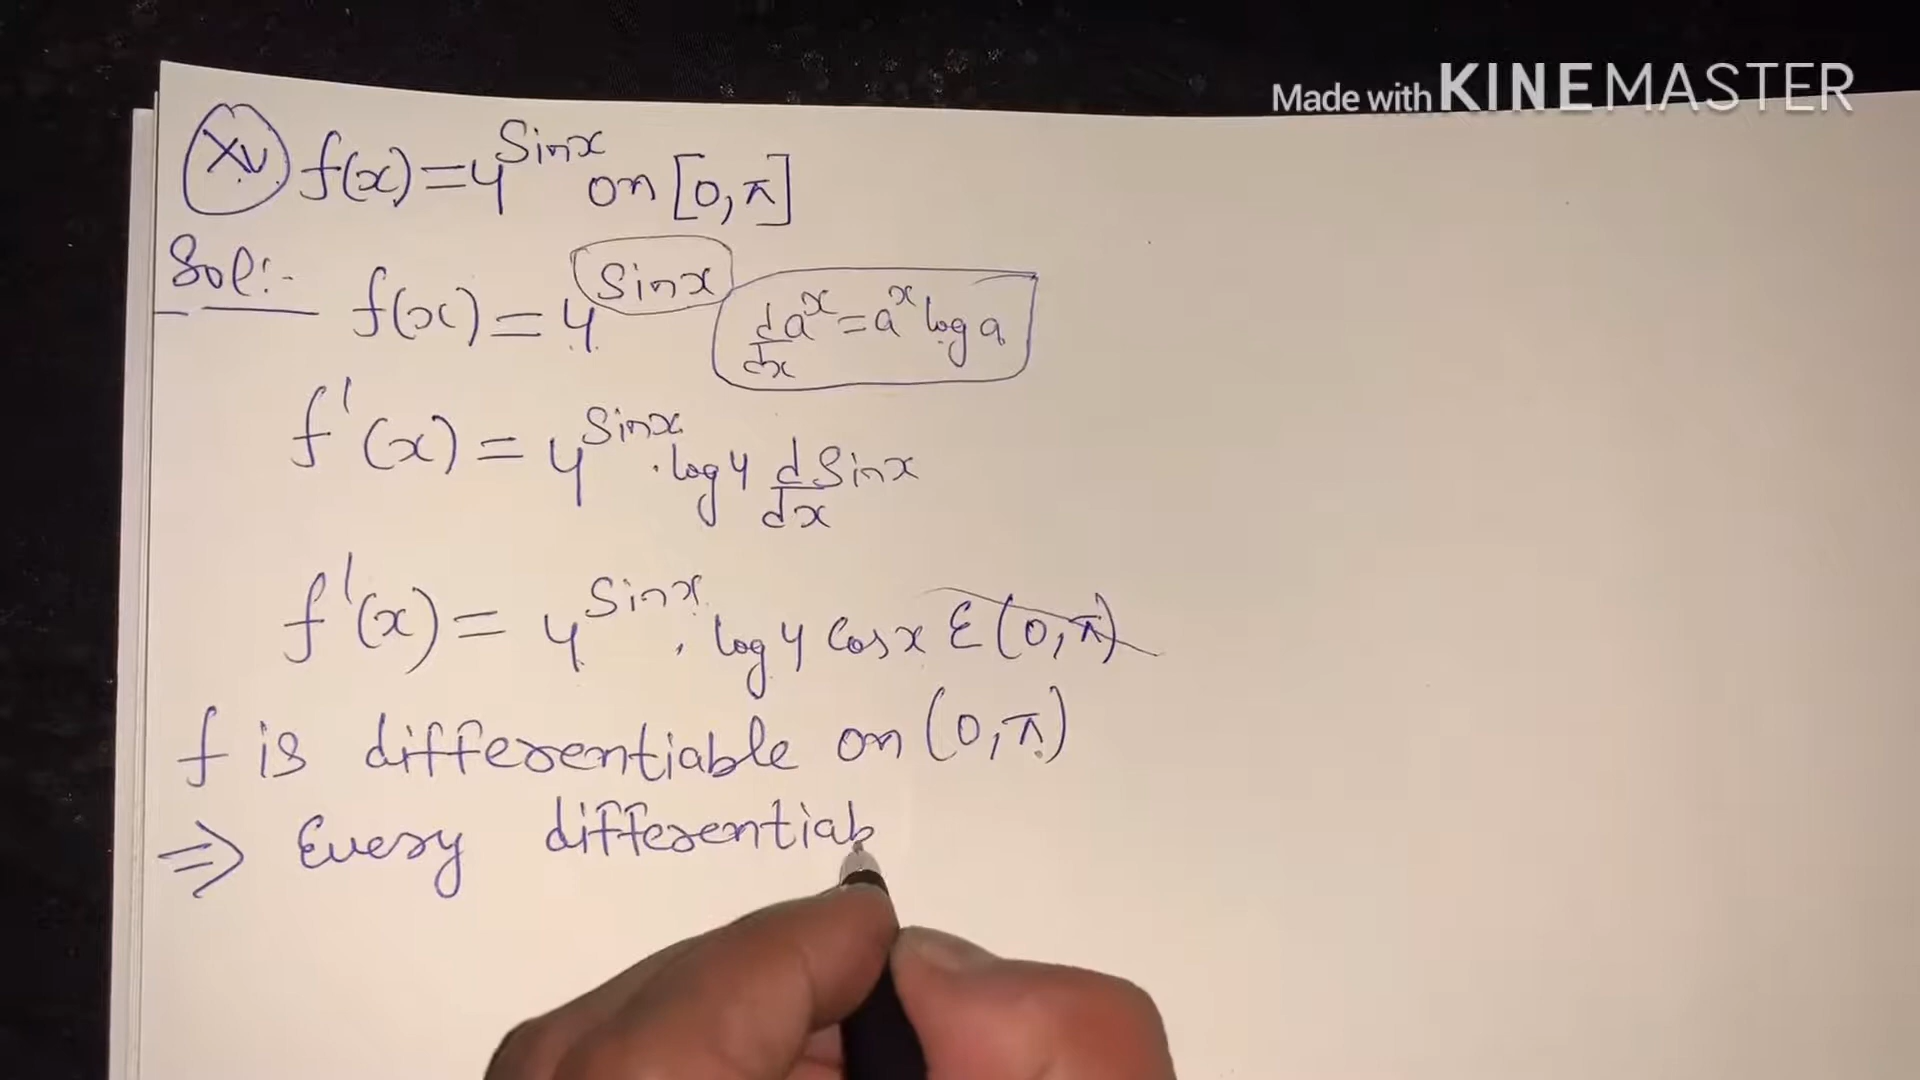 Made with KINEMASTER
XV f(x) = 4^Sinx on [0, π]
Sol:-
f(x) = 4^Sinx
d/dx a^x = a^x log a
f'(x) = 4^Sinx . log 4 d/dx Sinx
f'(x) = 4^Sinx . log 4 Cosx ∈ (0, π)
f is differentiable on (0, π)
⇒ Every differentiab